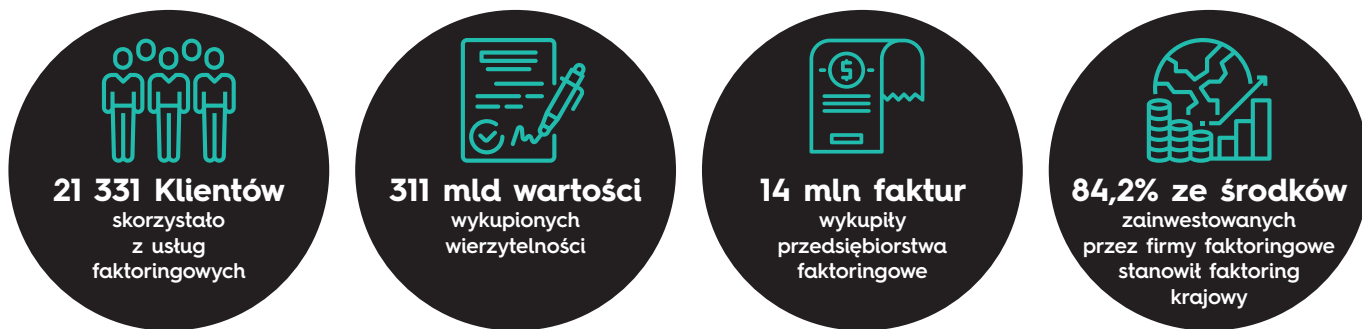 21 331 Klientów
skorzystało
z usług
faktoringowych
311 mld wartości
wykupionych
wierzytelności
$
14 mln faktur
wykupiły
przedsiębiorstwa
faktoringowe
84,2% ze środków
zainwestowanych
przez firmy faktoringowe
stanowił faktoring
krajowy